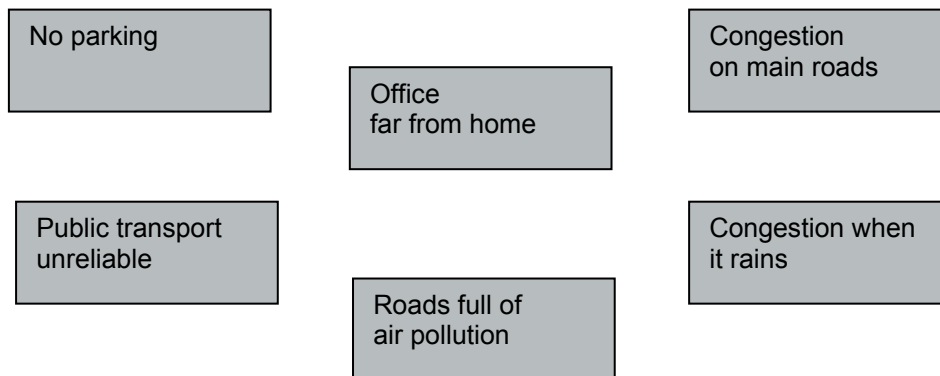 No parking
Office
far from home
Congestion
on main roads
Public transport
unreliable
Roads full of
air pollution
Congestion when
it rains